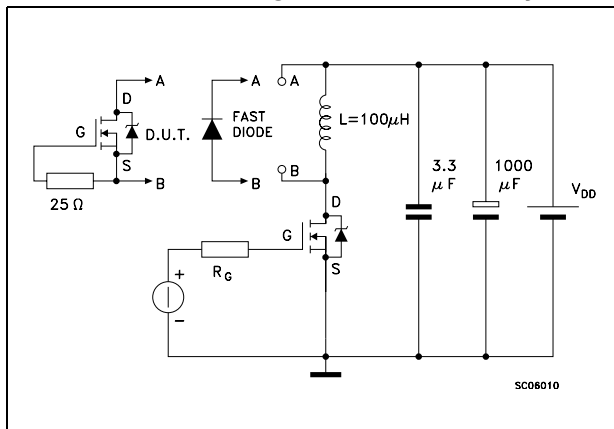 A
A
A
D
G
D.U.T.
S
FAST
DIODE
L=100μH
B
B
B
25 Ω
D
G
S
R_G
3.3
μF
1000
μF
V_DD
+
-
SC06010